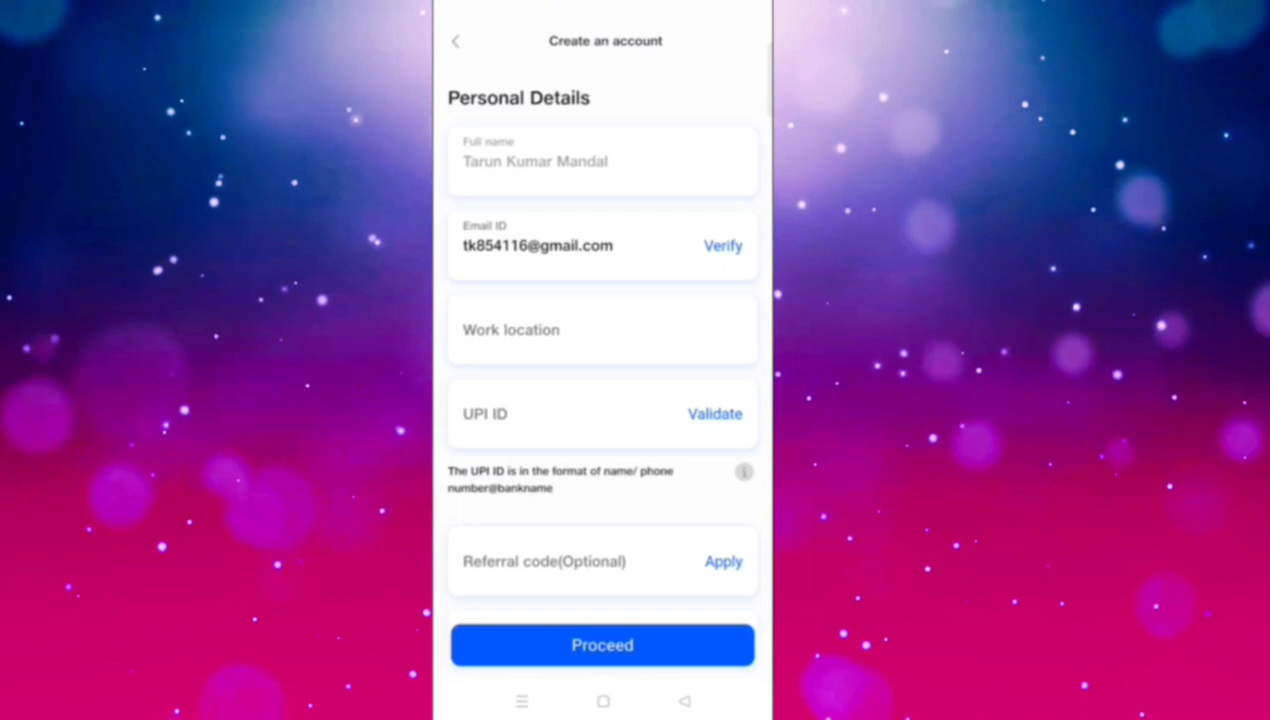 Create an account
Personal Details
Full name
Tarun Kumar Mandal
Email ID
tk854116@gmail.com Verify
Work location
UPI ID Validate
The UPI ID is in the format of name/ phone
number@bankname
Referral code(Optional) Apply
Proceed